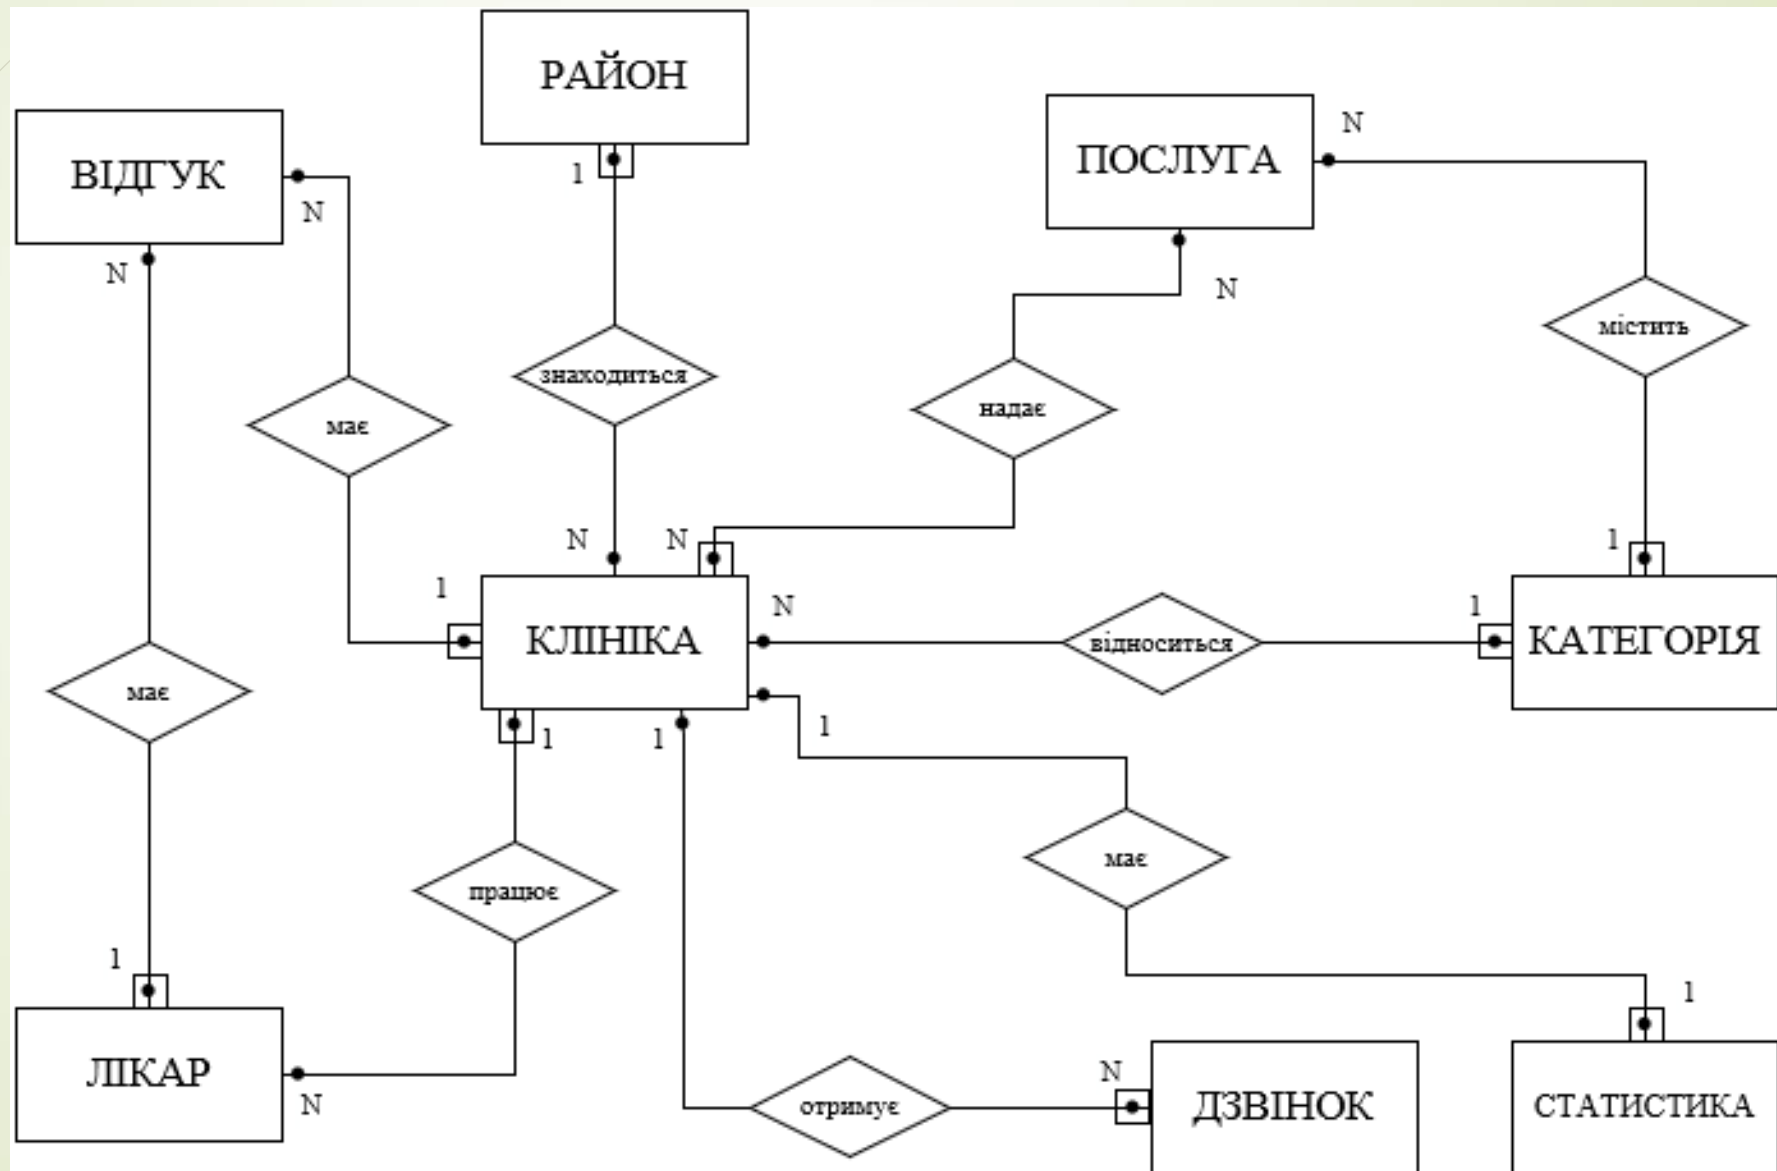 РАЙОН
ПОСЛУГА
N
ВІДГУК
1
N
N
N
містить
знаходиться
надає
має
N
N
1
1
N
1
КЛІНІКА
відноситься
КАТЕГОРІЯ
має
1
1
1
має
працює
1
1
ЛІКАР
N
N
отримує
ДЗВІНОК
СТАТИСТИКА